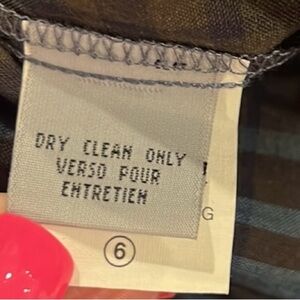 DRY CLEAN ONLY
VERSO POUR
ENTRETIEN
G
6